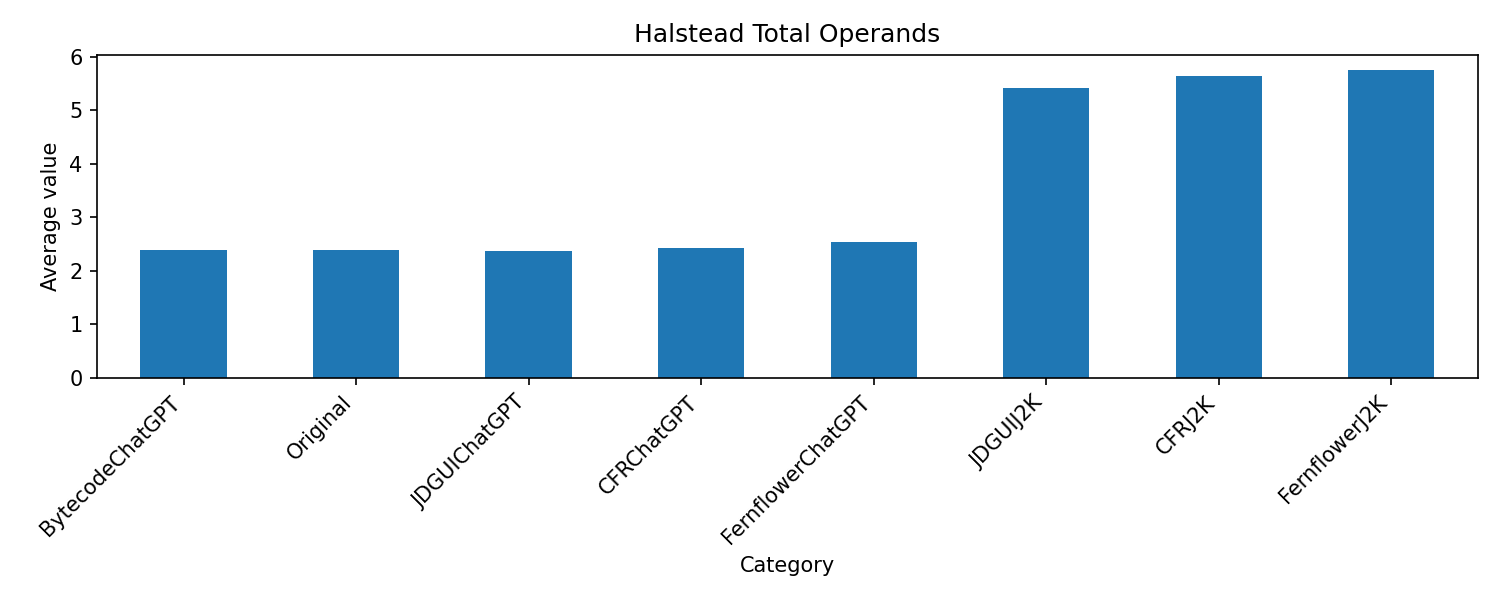 Halstead Total Operands
Average value
6
5
4
3
2
1
0
BytecodeChatGPT
Original
JDGUIChatGPT
CFRChatGPT
FernflowerChatGPT
JDGUIJ2K
CFRJ2K
FernflowerJ2K
Category